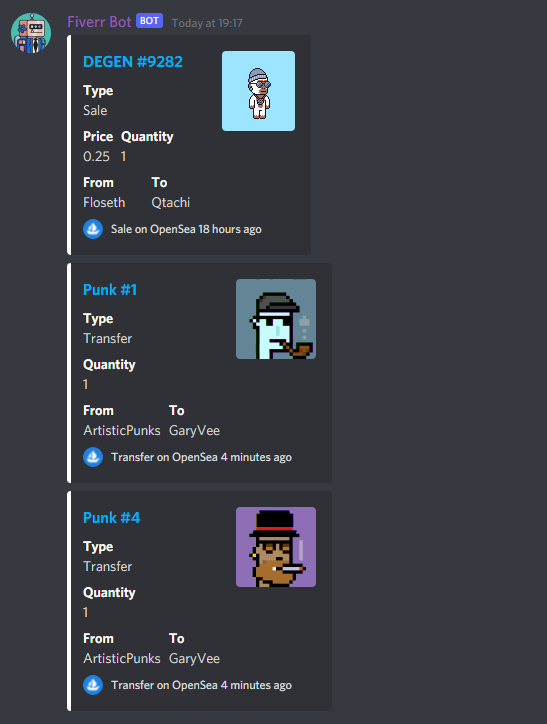 Fiverr Bot BOT Today at 19:17
DEGEN #9282
Type
Sale
Price Quantity
0.25 1
From To
Floseth Qtachi
Sale on OpenSea 18 hours ago
Punk #1
Type
Transfer
Quantity
1
From To
ArtisticPunks GaryVee
Transfer on OpenSea 4 minutes ago
Punk #4
Type
Transfer
Quantity
1
From To
ArtisticPunks GaryVee
Transfer on OpenSea 4 minutes ago